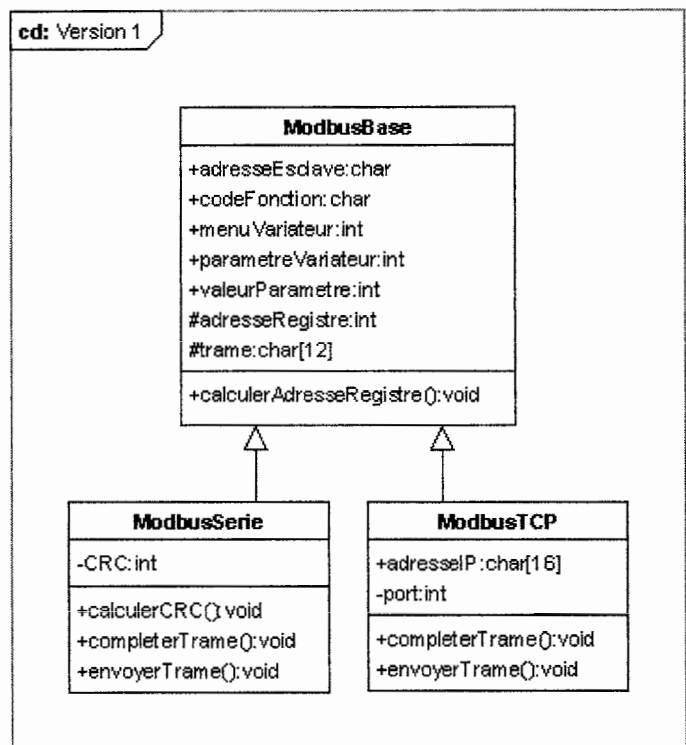 cd: Version 1
ModbusBase
+adresseEsclave:char
+codeFonction:char
+menuVariateur:int
+parametreVariateur:int
+valeurParametre:int
#adresseRegistre:int
#trame:char[12]
+calculerAdresseRegistre():void
ModbusSerie
-CRC:int
+calculerCRC():void
+completerTrame():void
+envoyerTrame():void
ModbusTCP
+adresseIP:char[16]
-port:int
+completerTrame():void
+envoyerTrame():void